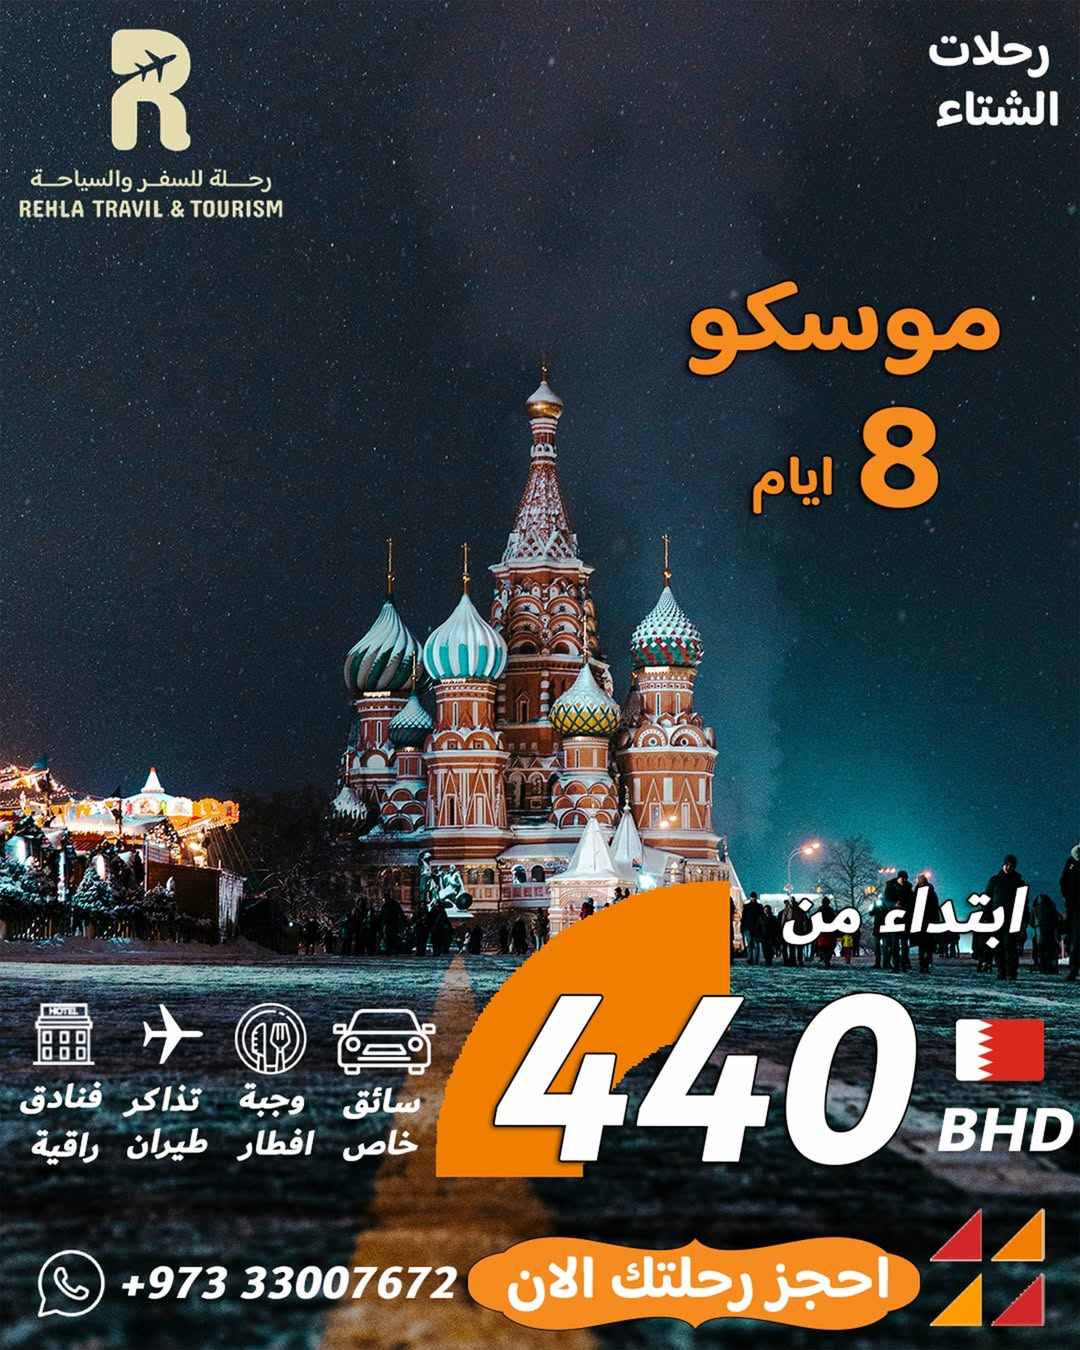 رحلة للسفر والسياحة
REHLA TRAVIL & TOURISM
رحلات
الشتاء
موسكو
8 ايام
ابتداء من
440 BHD
HOTEL
فنادق
راقية
تذاكر
طيران
وجبة
افطار
سائق
خاص
+973 33007672
احجز رحلتك الان